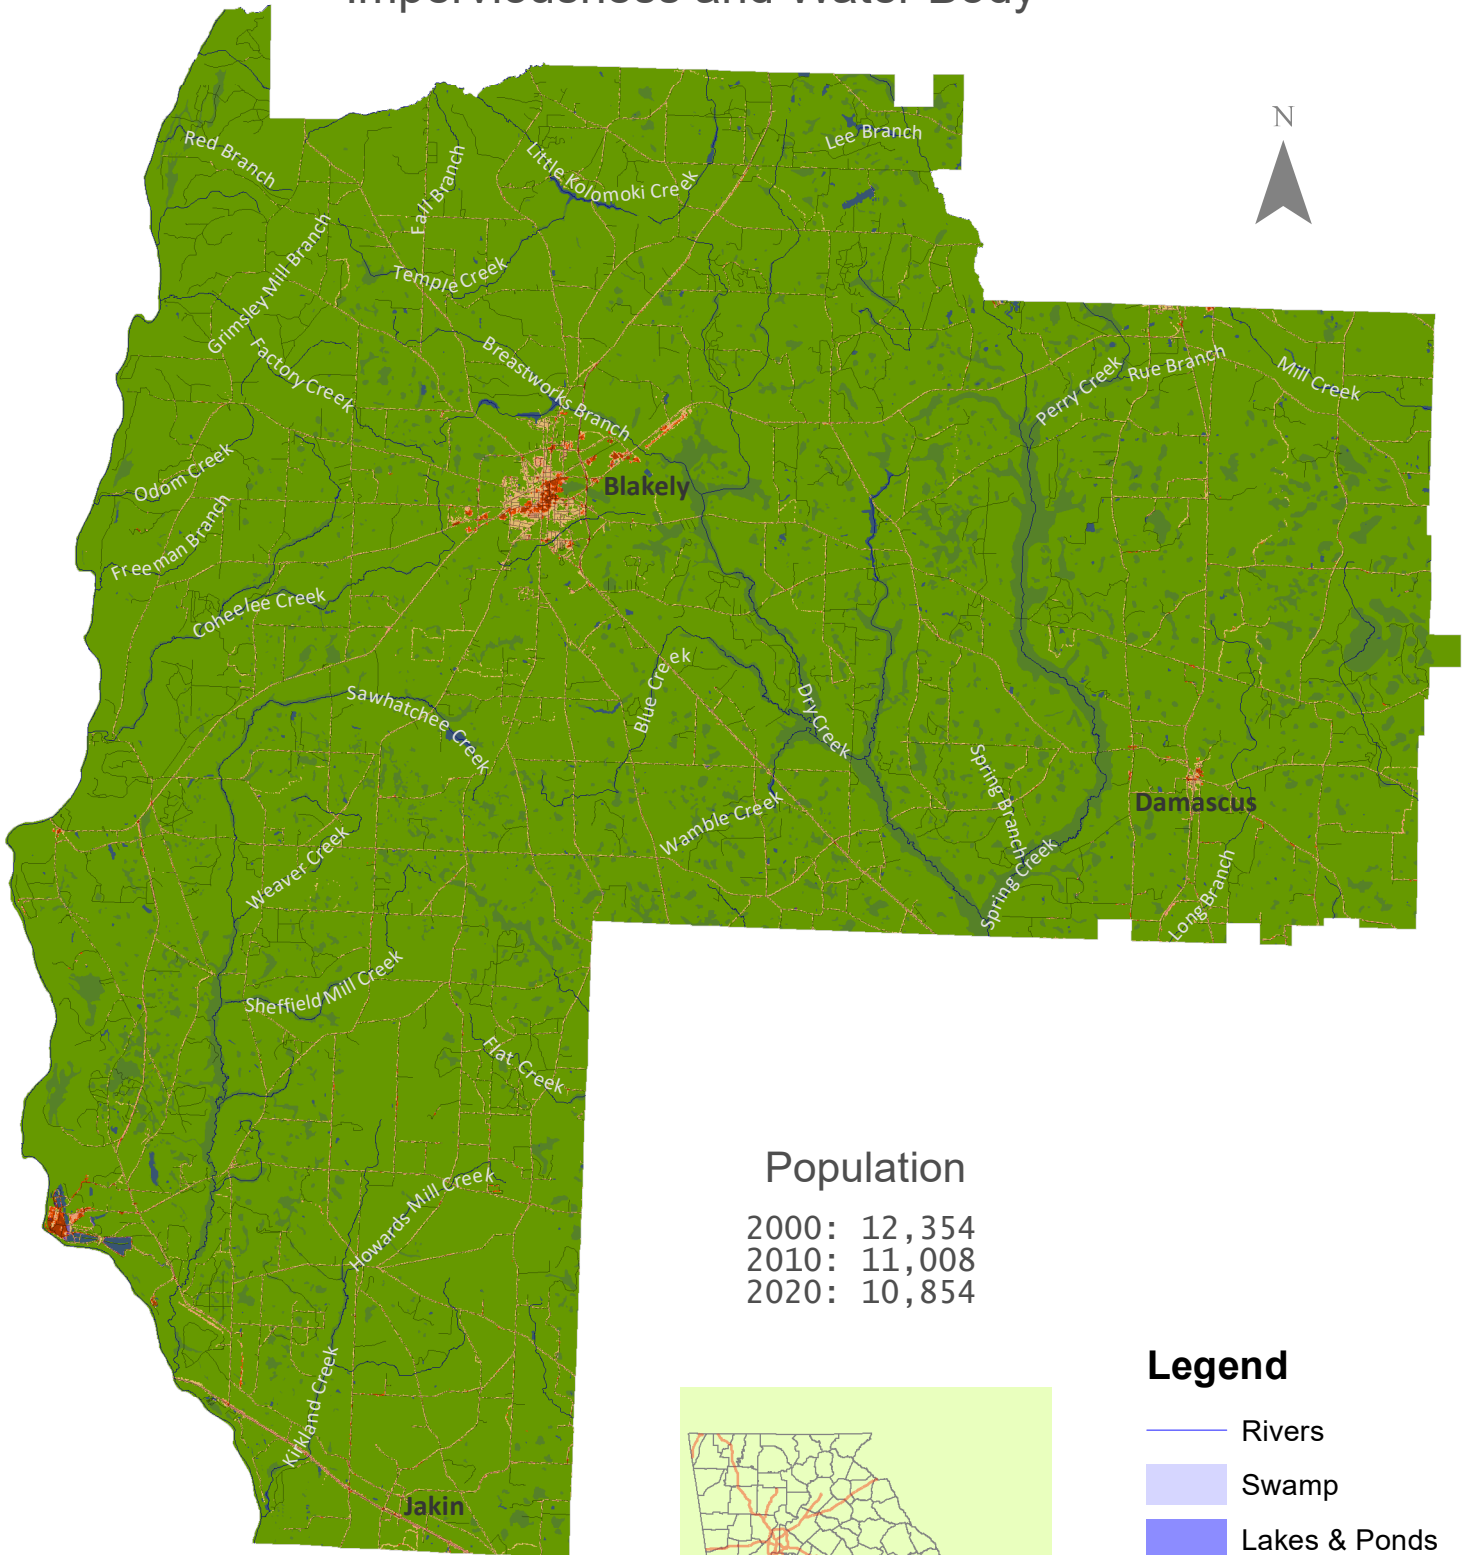 Imperviousness and Water Body
N
Red Branch
Fall Branch
Little Kolomoki Creek
Lee Branch
Grimsley Mill Branch
Temple Creek
Factory Creek
Breastworks Branch
Perry Creek
Rue Branch
Mill Creek
Odom Creek
Blakely
Freeman Branch
Coheelee Creek
Sawhatchee Creek
Blue Creek
Dry Creek
Spring Branch
Damascus
Wamble Creek
Weaver Creek
Spring Creek
Long Branch
Sheffield Mill Creek
Flat Creek
Howards Mill Creek
Kirkland Creek
Jakin
Population
2000: 12,354
2010: 11,008
2020: 10,854
Legend
Rivers
Swamp
Lakes & Ponds